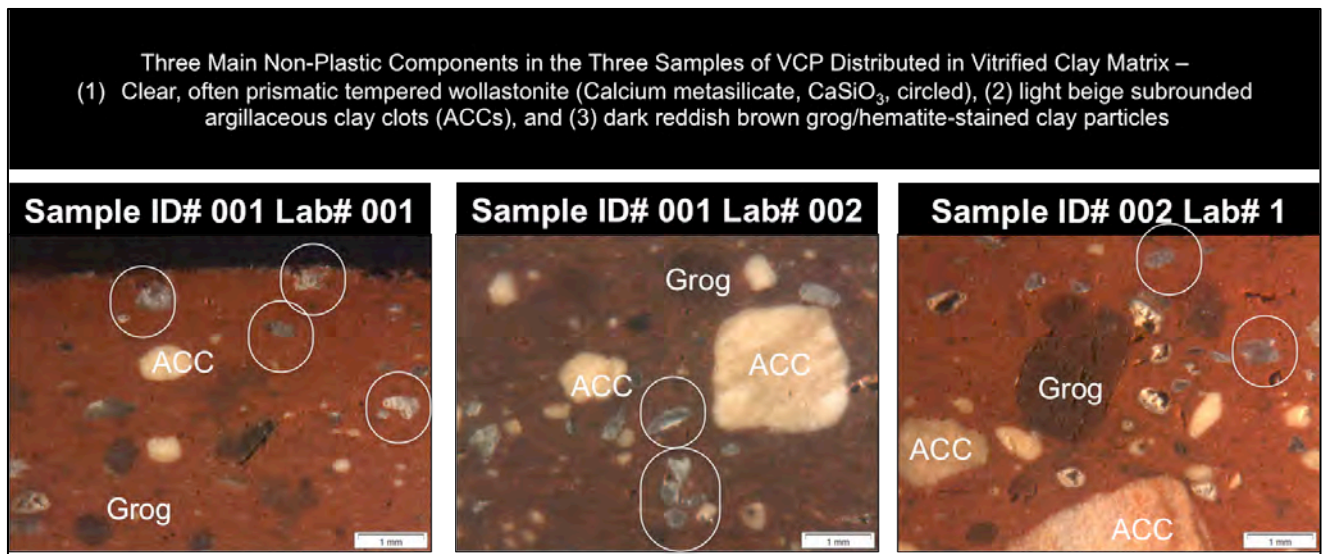 Three Main Non-Plastic Components in the Three Samples of VCP Distributed in Vitrified Clay Matrix –
(1) Clear, often prismatic tempered wollastonite (Calcium metasilicate, CaSiO₃, circled), (2) light beige subrounded
argillaceous clay clots (ACCs), and (3) dark reddish brown grog/hematite-stained clay particles
Sample ID# 001 Lab# 001
ACC
Grog
1 mm
Sample ID# 001 Lab# 002
Grog
ACC
ACC
1 mm
Sample ID# 002 Lab# 1
Grog
ACC
ACC
1 mm